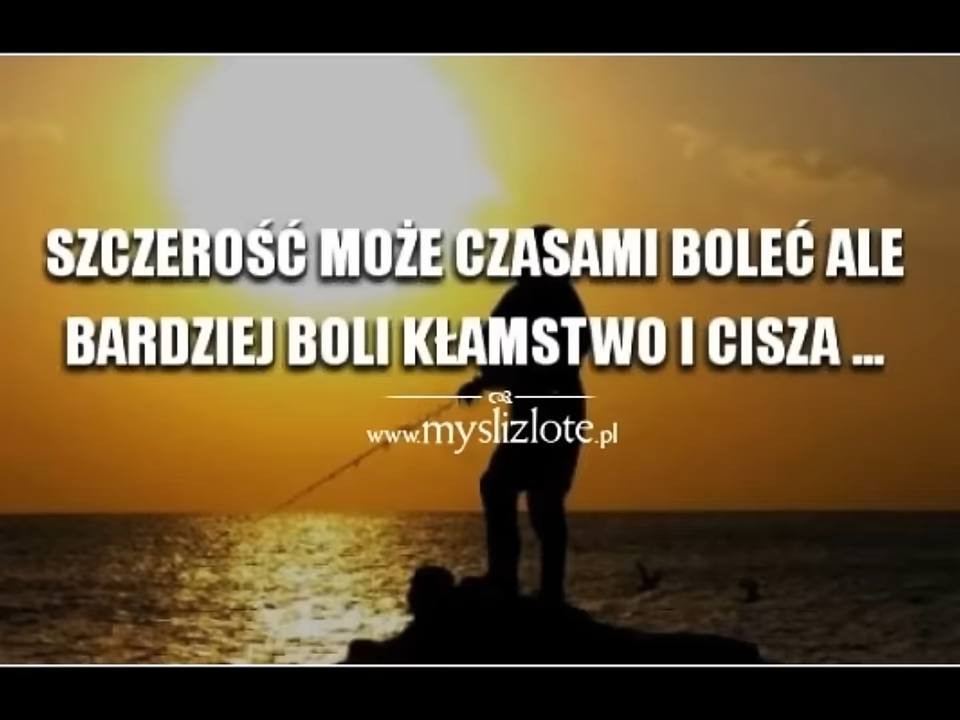 SZCZEROŚĆ MOŻE CZASAMI BOLEĆ ALE
BARDZIEJ BOLI KŁAMSTWO I CISZA ...
www.myslizlote.pl